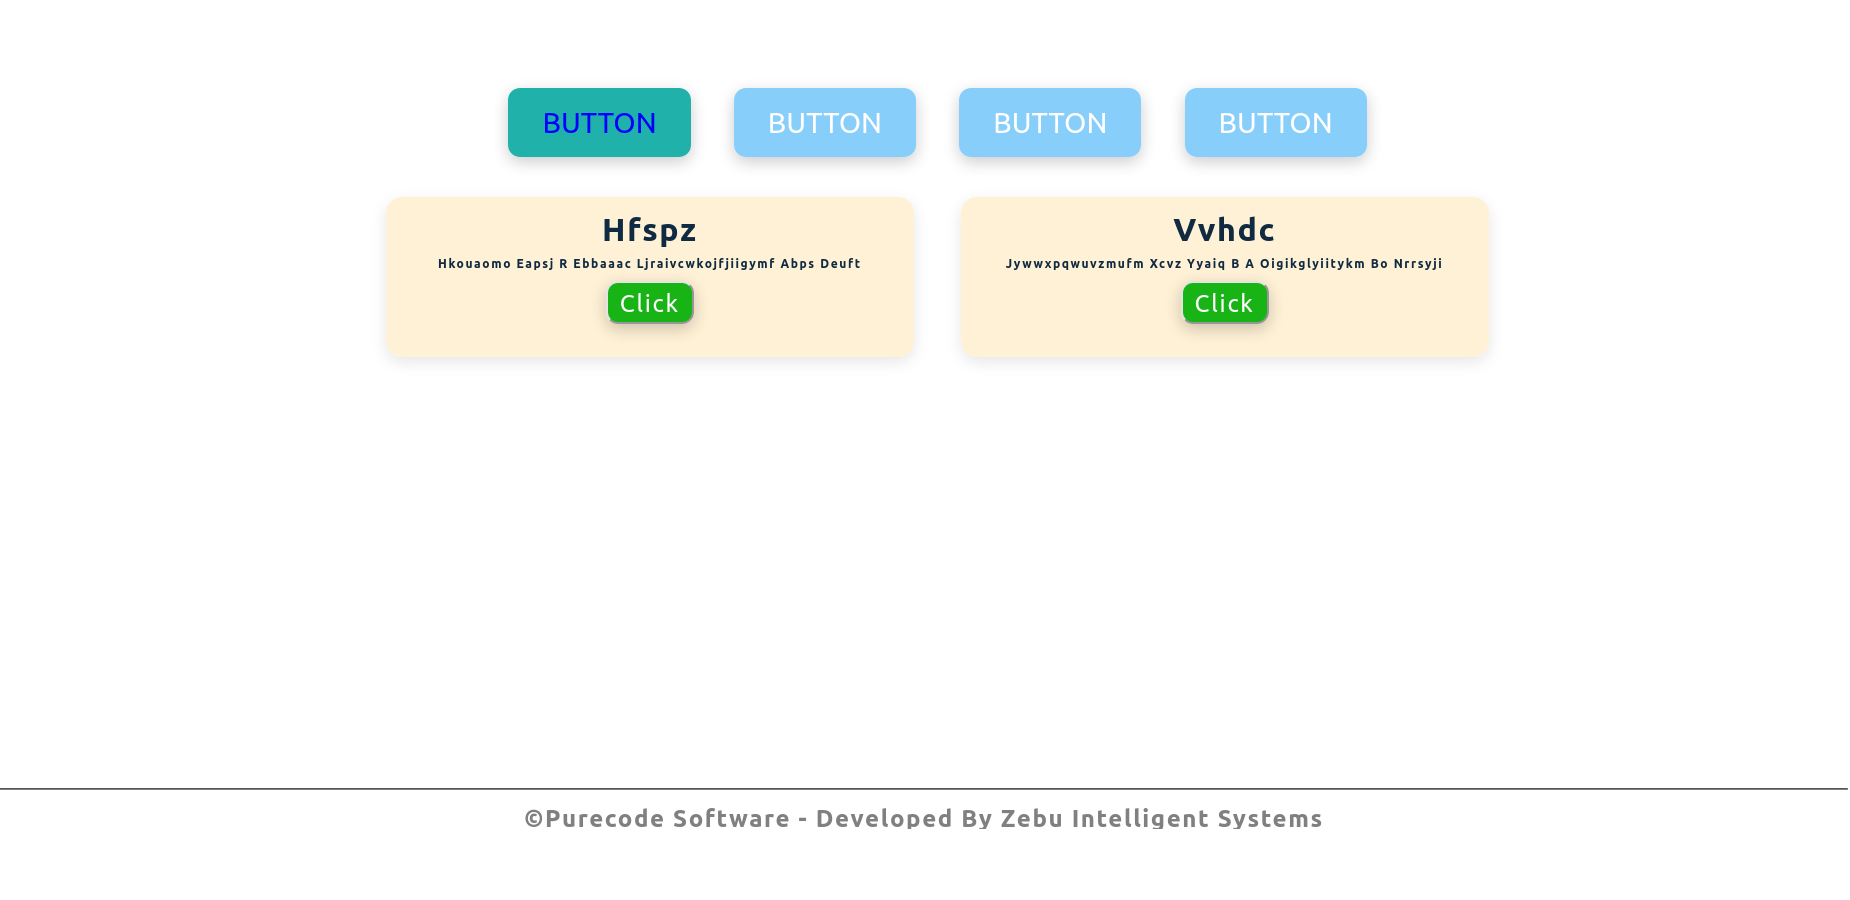 BUTTON BUTTON BUTTON BUTTON
Hfspz
Hkouaomo Eapsj R Ebbaaac Ljraivcwkojfjiigymf Abps Deuft
Click
Vvhdc
Jywwxpqwuvzmufm Xcvz Yyaiq B A Oigikglyiitykm Bo Nrrsyji
Click
©Purecode Software - Developed By Zebu Intelligent Systems